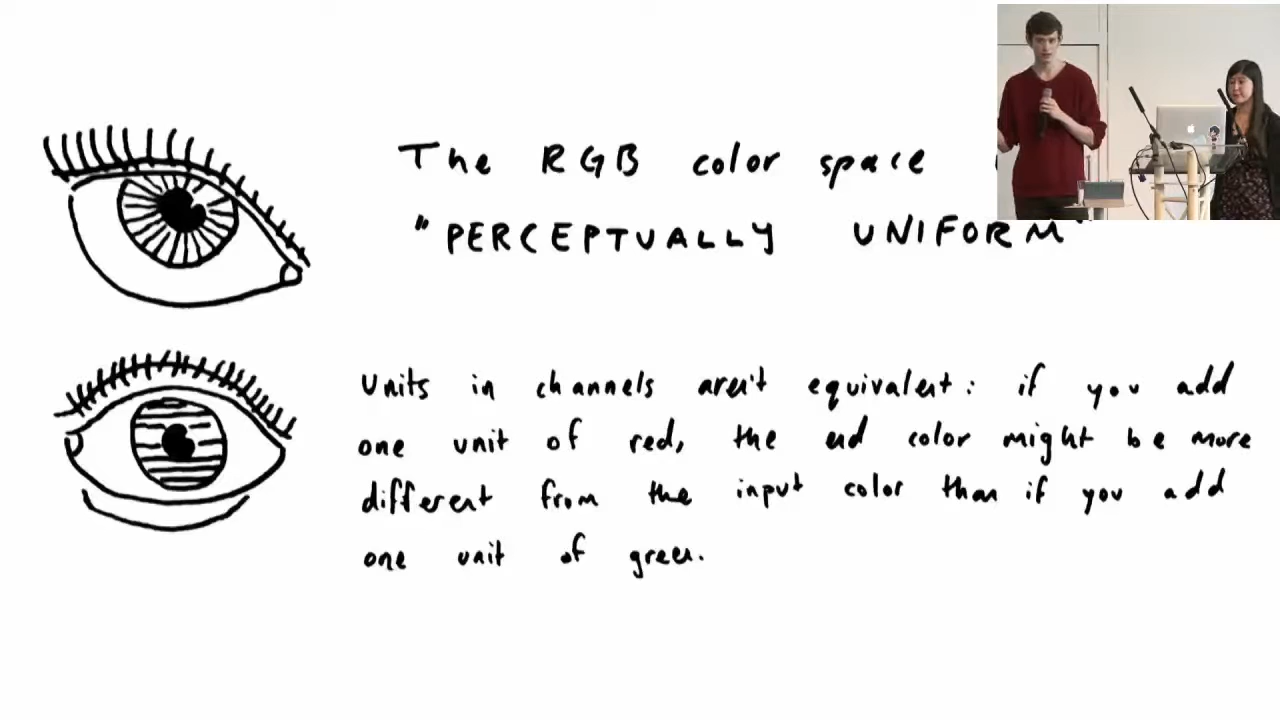 The RGB color space
"PERCEPTUALLY UNIFORM"
Units in channels aren't equivalent: if you add
one unit of red, the end color might be more
different from the input color than if you add
one unit of green.